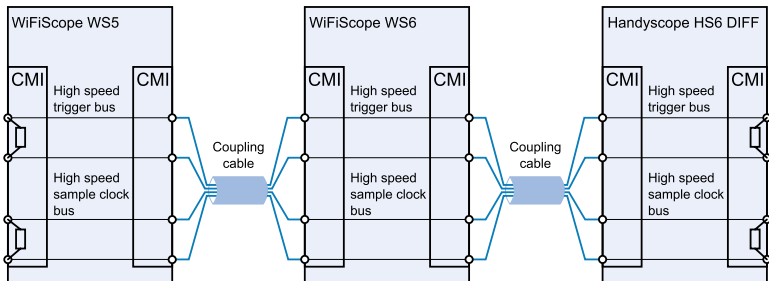 WiFiScope WS5
WiFiScope WS6
Handyscope HS6 DIFF
CMI
CMI
CMI
CMI
CMI
CMI
High speed
trigger bus
High speed
trigger bus
High speed
trigger bus
Coupling
cable
Coupling
cable
High speed
sample clock
bus
High speed
sample clock
bus
High speed
sample clock
bus